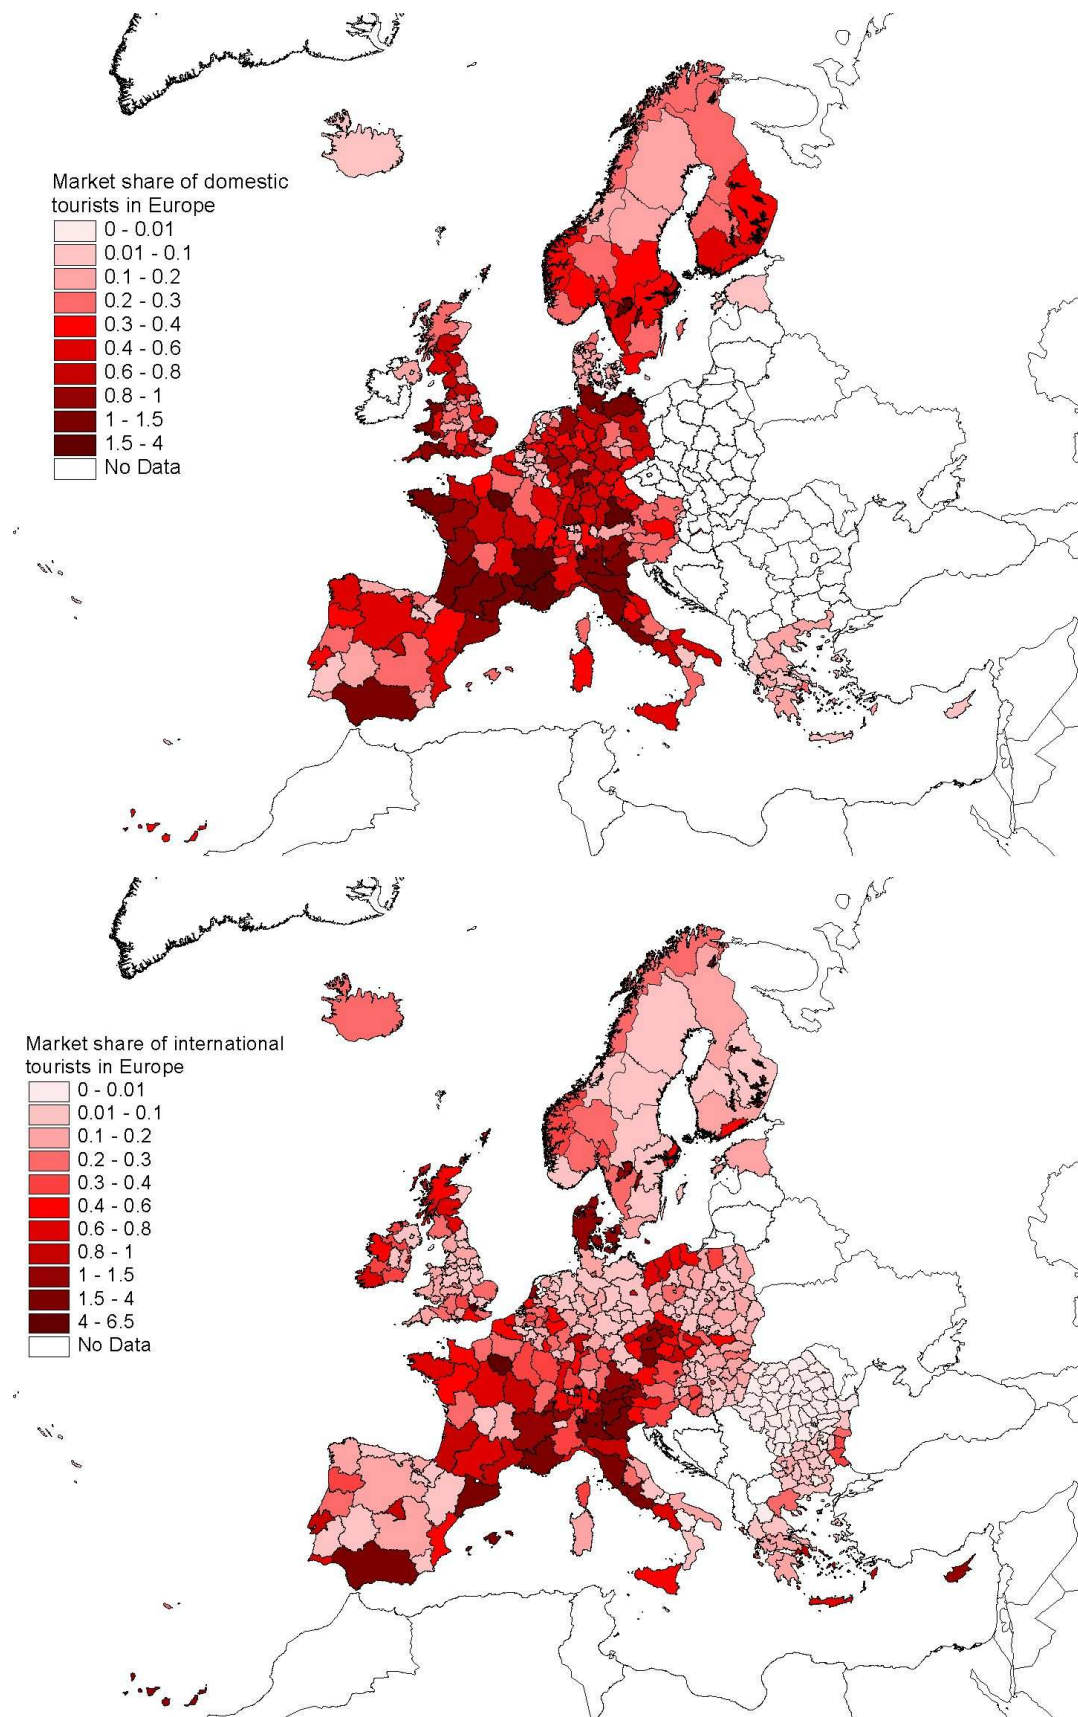 Market share of domestic
tourists in Europe
0 - 0.01
0.01 - 0.1
0.1 - 0.2
0.2 - 0.3
0.3 - 0.4
0.4 - 0.6
0.6 - 0.8
0.8 - 1
1 - 1.5
1.5 - 4
No Data
Market share of international
tourists in Europe
0 - 0.01
0.01 - 0.1
0.1 - 0.2
0.2 - 0.3
0.3 - 0.4
0.4 - 0.6
0.6 - 0.8
0.8 - 1
1 - 1.5
1.5 - 4
4 - 6.5
No Data